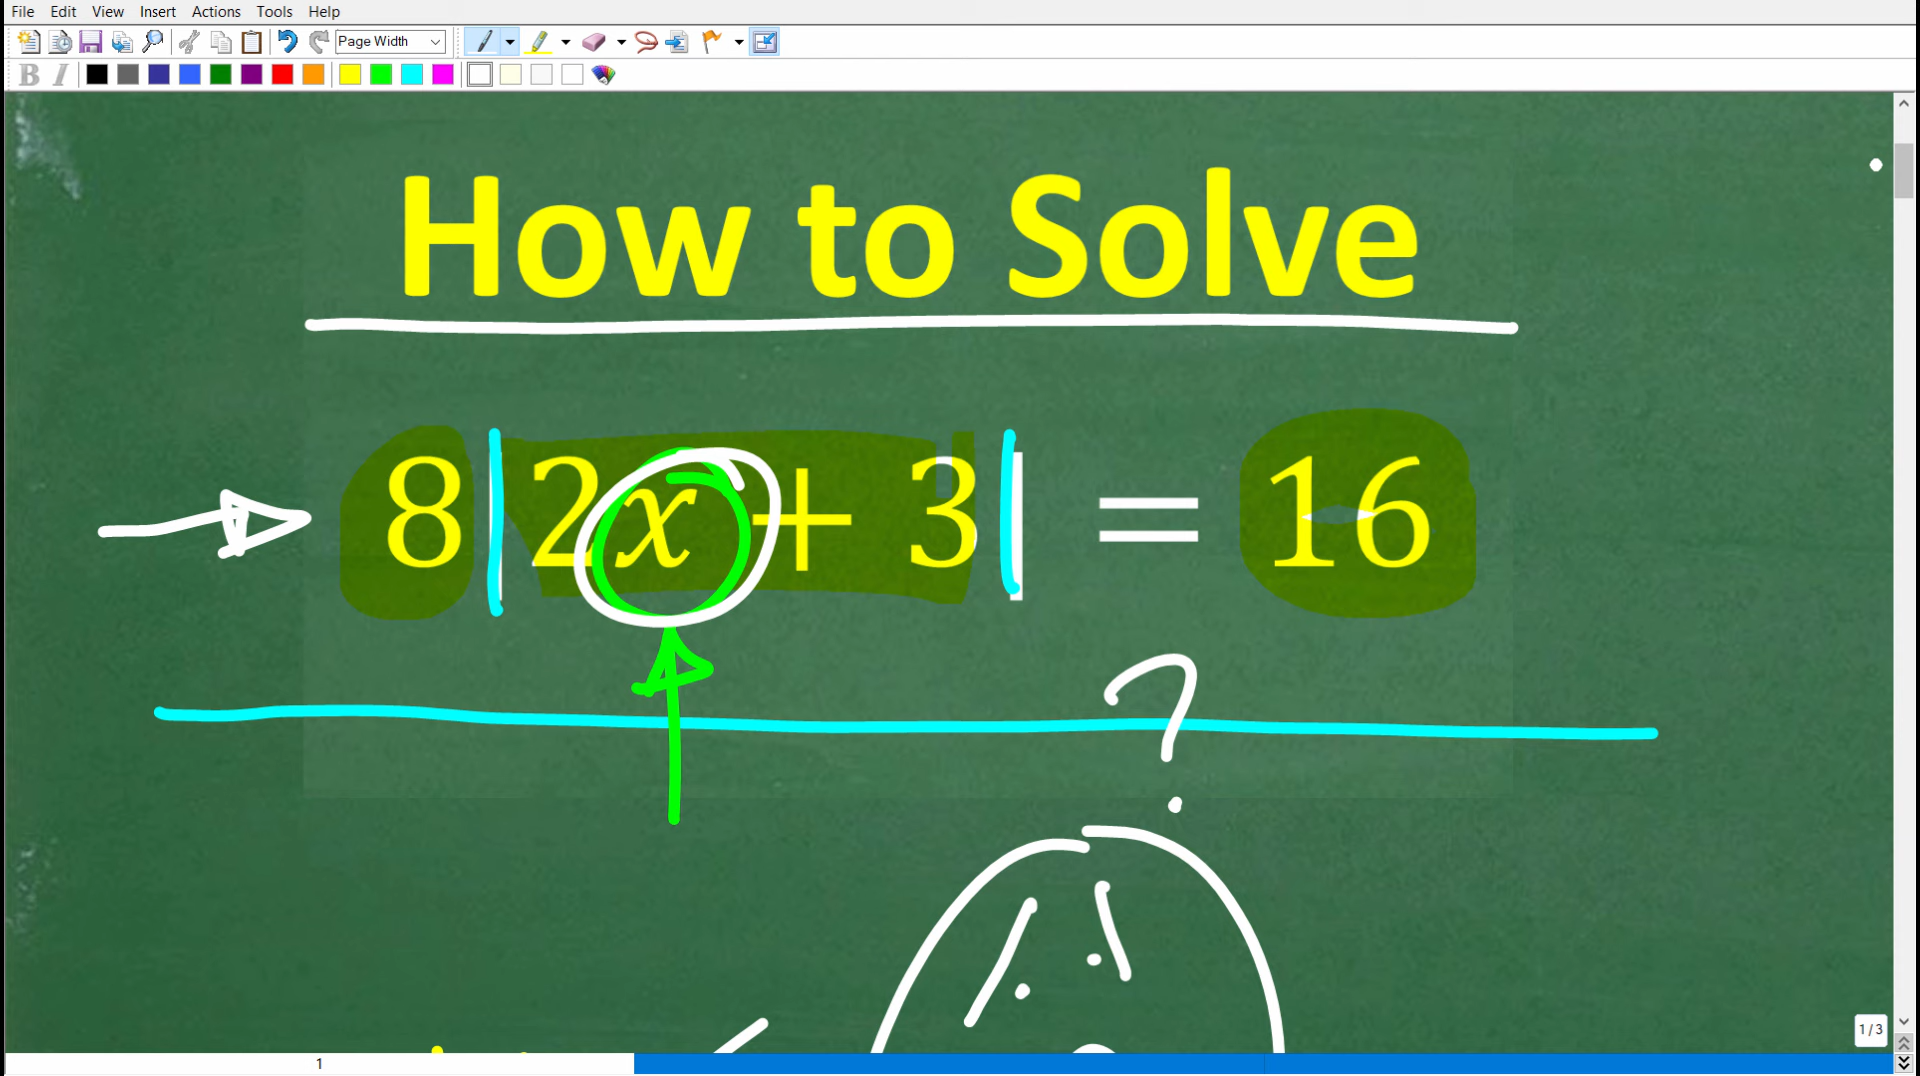 File Edit View Insert Actions Tools Help
Page Width
B I
How to Solve
8|2x + 3| = 16
?
1/3
1